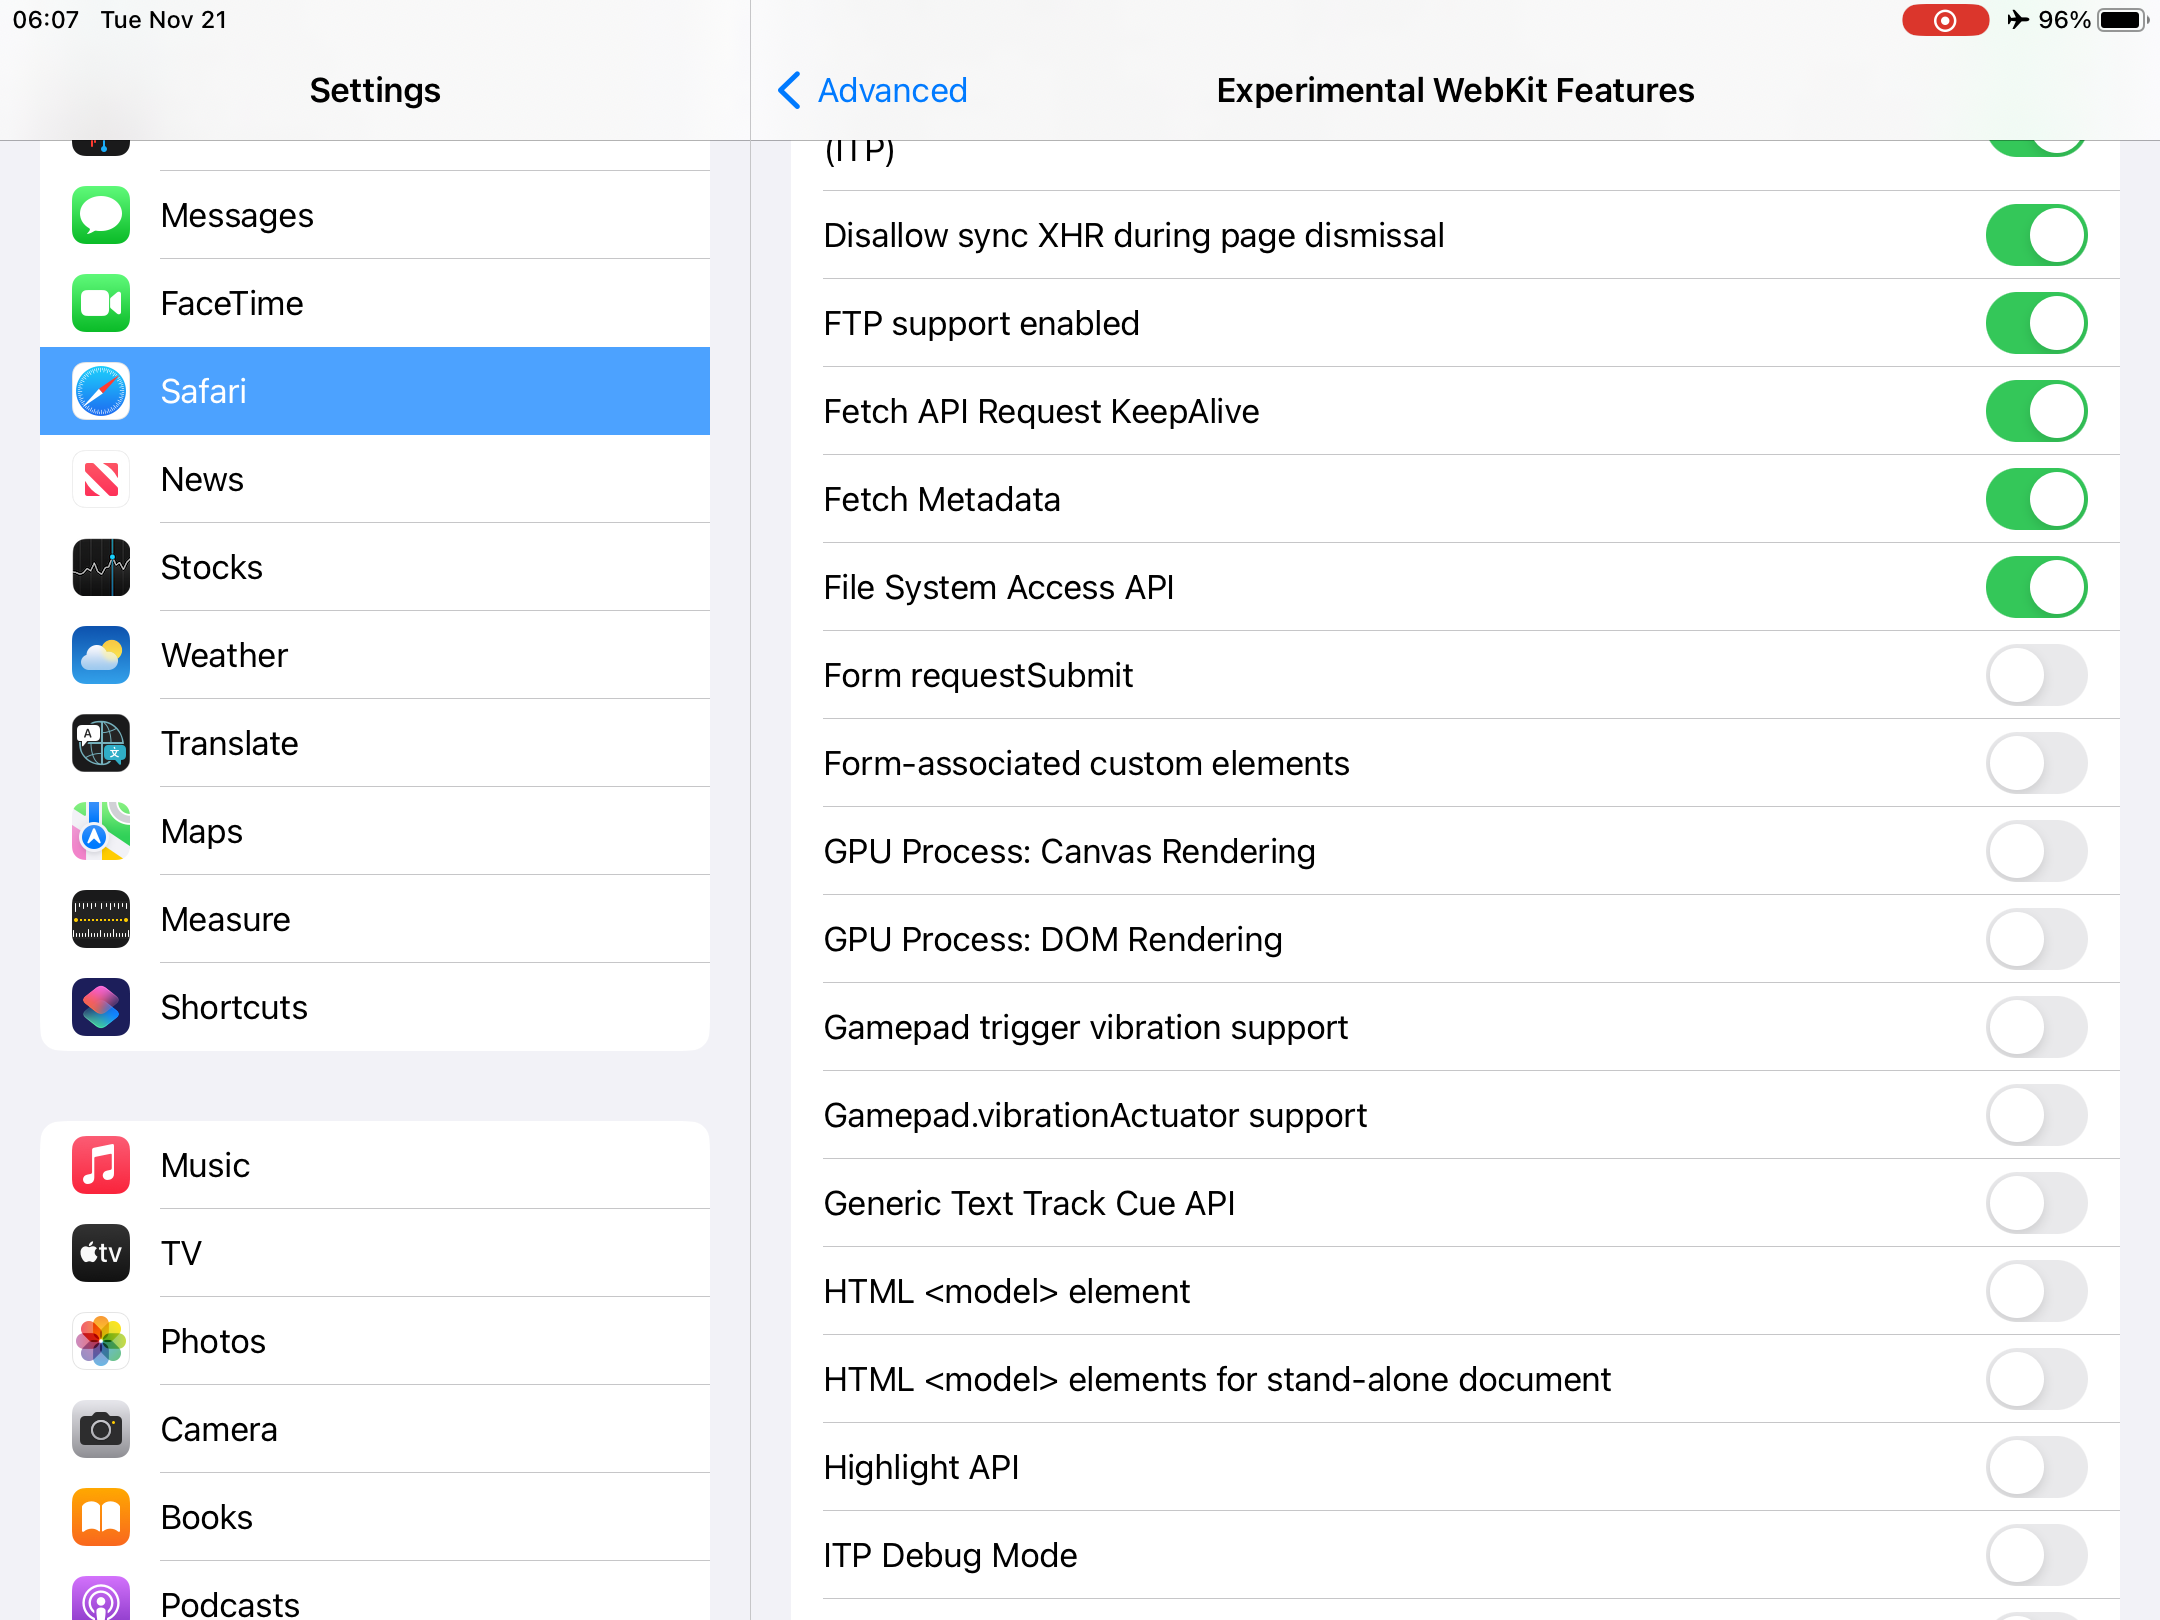 06:07 Tue Nov 21
96%
Settings
Messages
FaceTime
Safari
News
Stocks
Weather
Translate
Maps
Measure
Shortcuts
Music
tv
TV
Photos
Camera
Books
Podcasts
Advanced
Experimental WebKit Features
(ITP)
Disallow sync XHR during page dismissal
FTP support enabled
Fetch API Request KeepAlive
Fetch Metadata
File System Access API
Form requestSubmit
Form-associated custom elements
GPU Process: Canvas Rendering
GPU Process: DOM Rendering
Gamepad trigger vibration support
Gamepad.vibrationActuator support
Generic Text Track Cue API
HTML <model> element
HTML <model> elements for stand-alone document
Highlight API
ITP Debug Mode